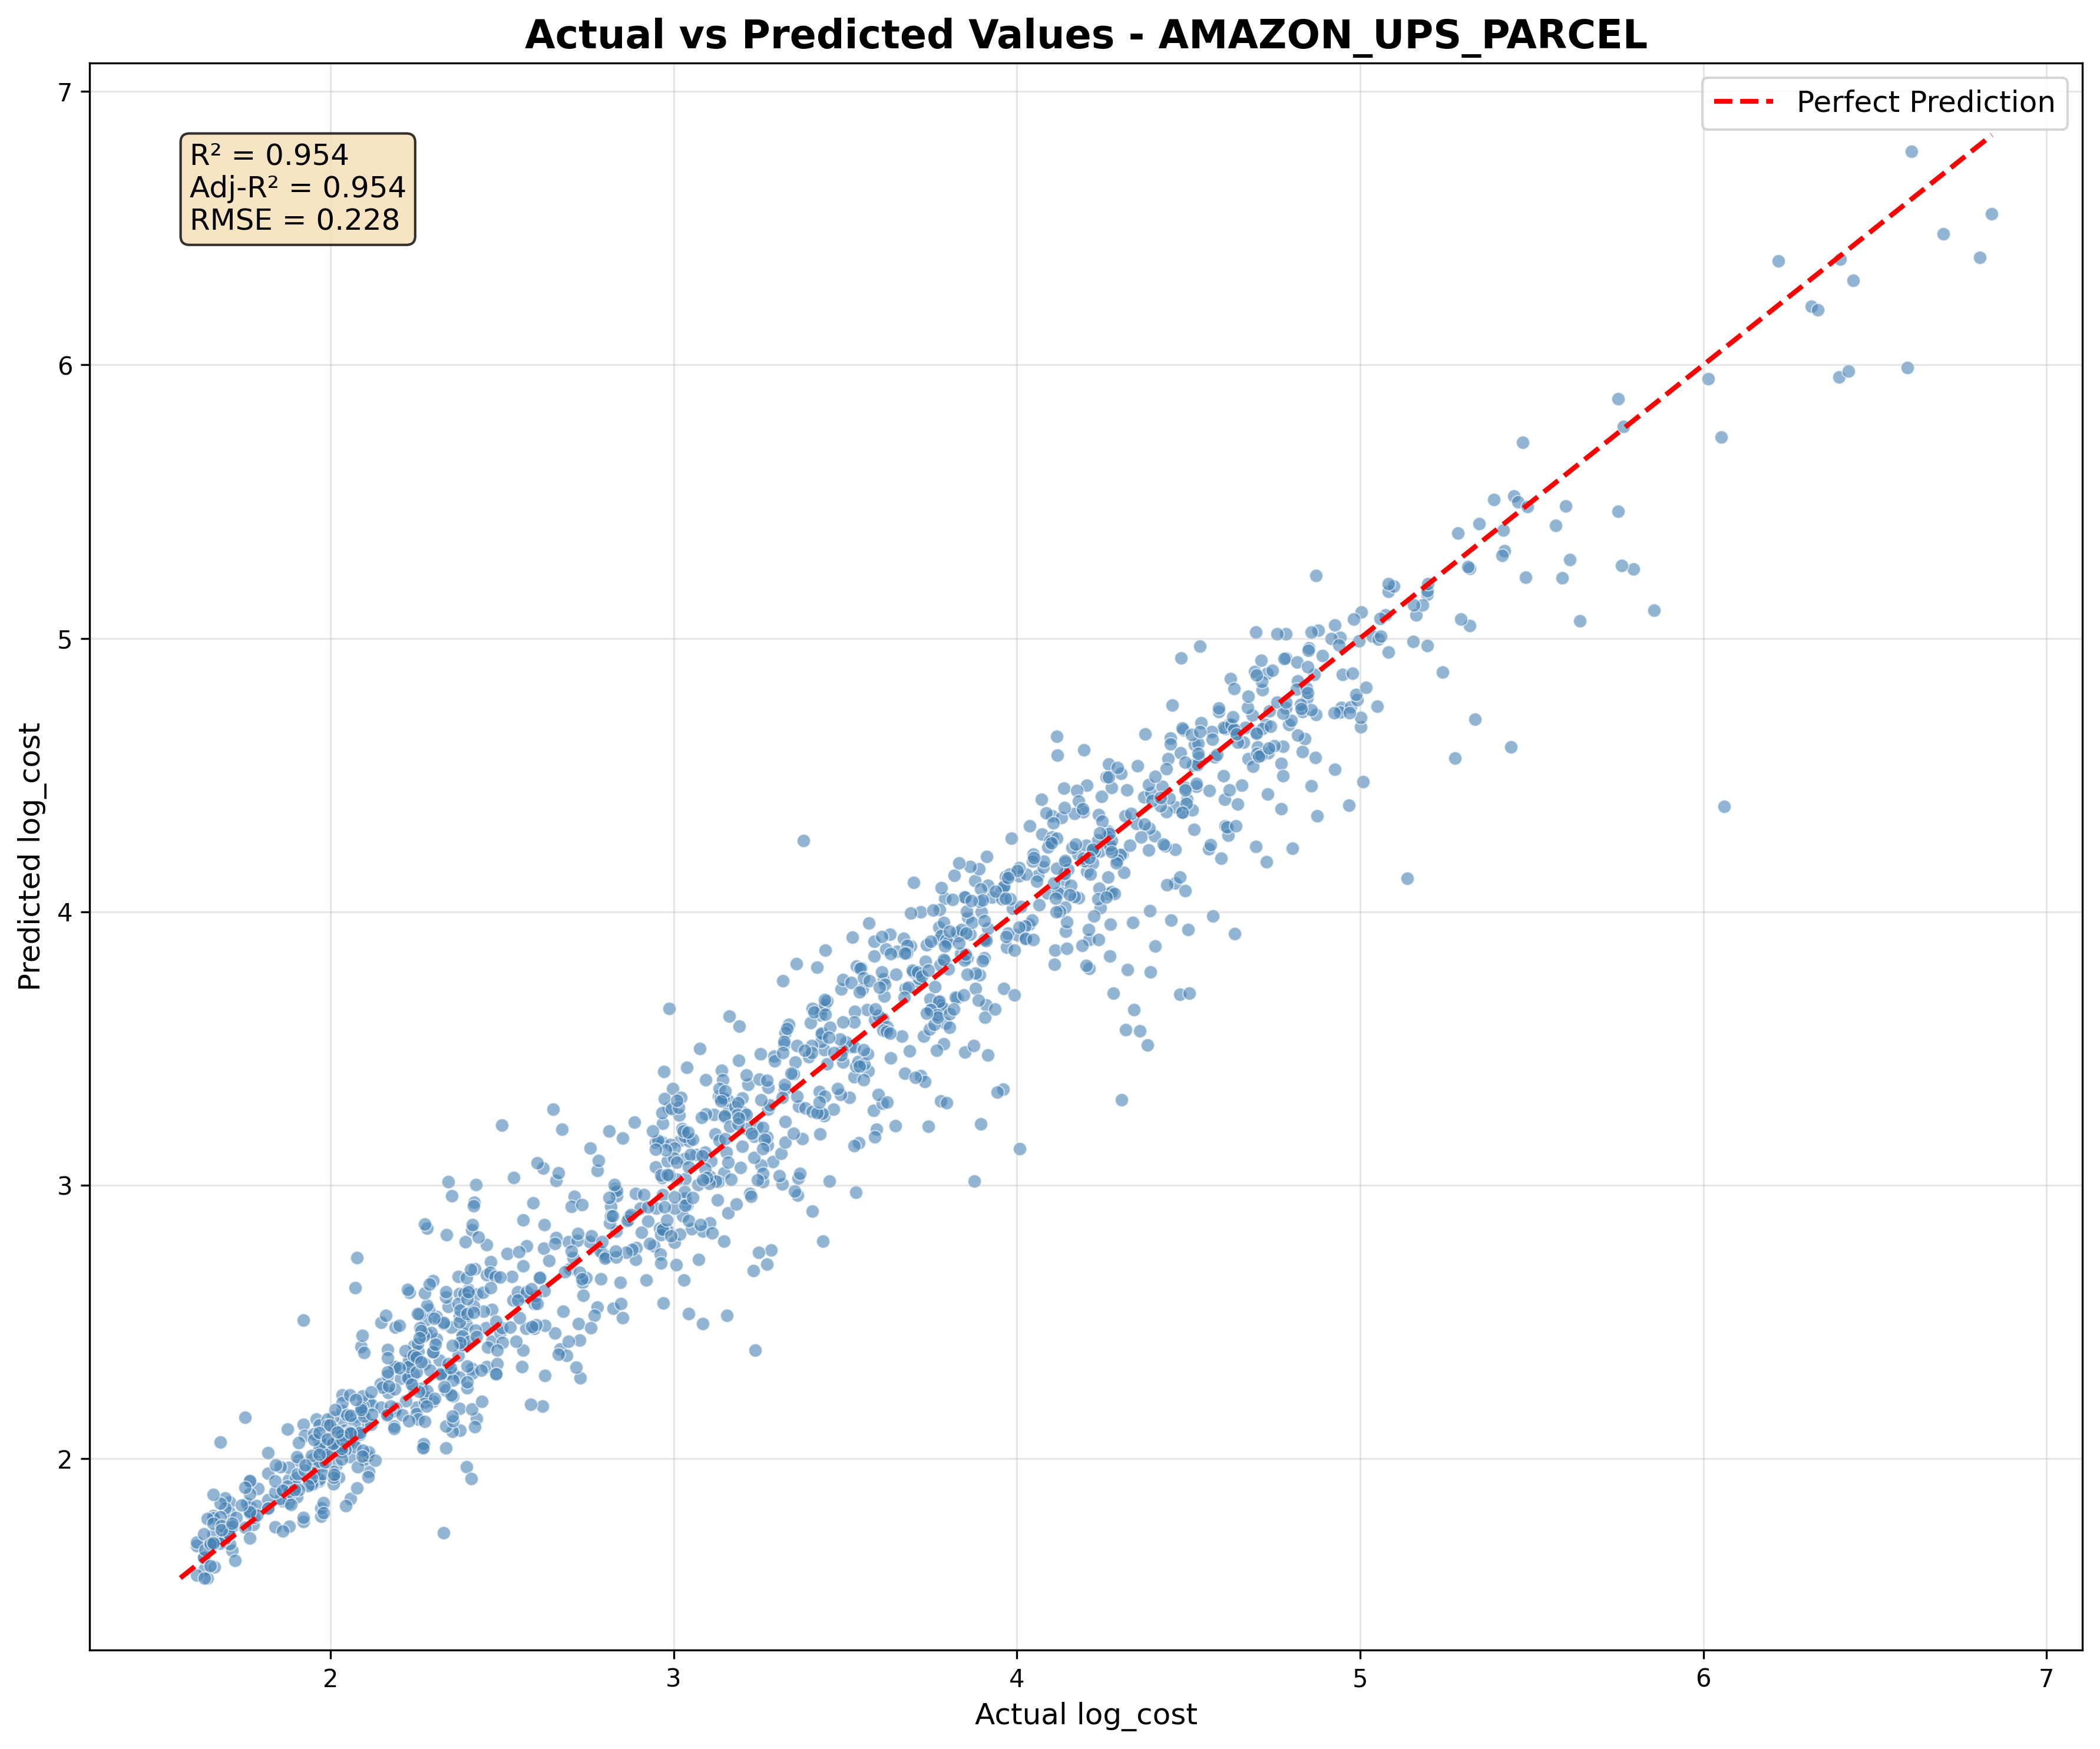 Actual vs Predicted Values - AMAZON_UPS_PARCEL
Perfect Prediction
R² = 0.954
Adj-R² = 0.954
RMSE = 0.228
Predicted log_cost
7
6
5
4
3
2
2 3 4 5 6 7
Actual log_cost